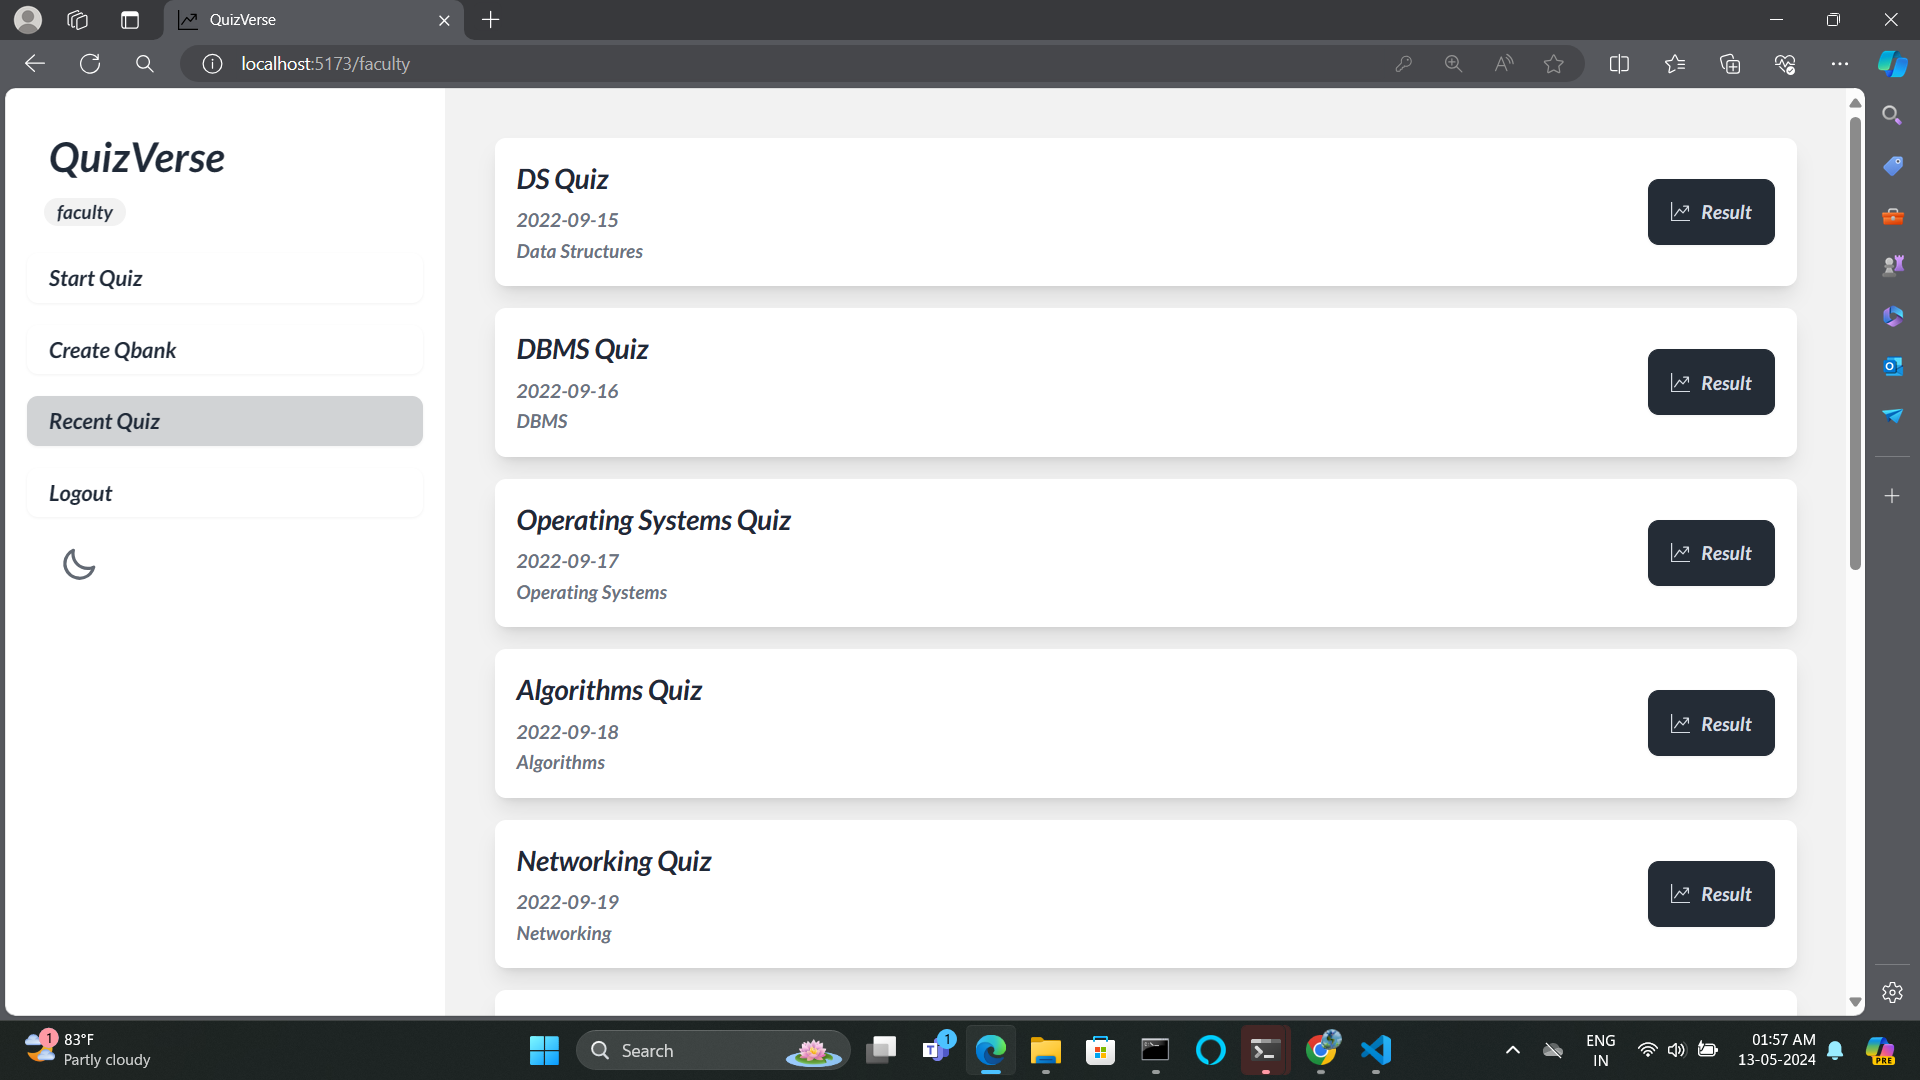 QuizVerse
localhost:5173/faculty
QuizVerse
faculty
Start Quiz
Create Qbank
Recent Quiz
Logout
DS Quiz
2022-09-15
Data Structures
Result
DBMS Quiz
2022-09-16
DBMS
Result
Operating Systems Quiz
2022-09-17
Operating Systems
Result
Algorithms Quiz
2022-09-18
Algorithms
Result
Networking Quiz
2022-09-19
Networking
Result
1
83°F
Partly cloudy
Search
1
ENG
IN
01:57 AM
13-05-2024
PRE